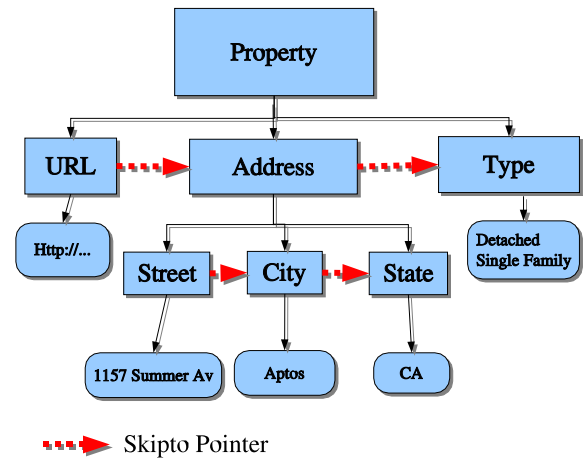 Property
URL
Address
Type
Http://...
Detached
Single Family
Street
City
State
1157 Summer Av
Aptos
CA
Skipto Pointer